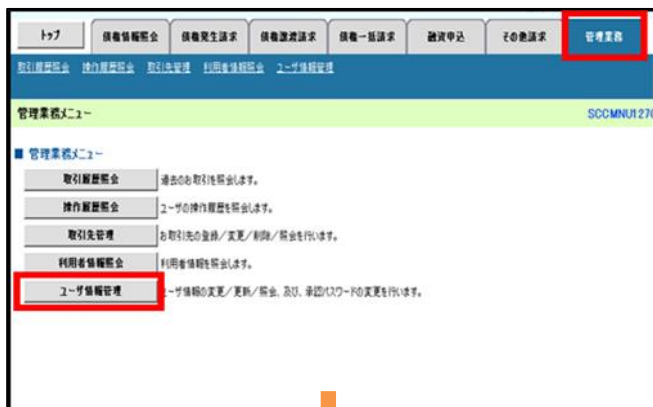 トップ 債権情報照会 債権発生請求 債権譲渡請求 債権一括請求 融資申込 その他請求 管理業務
取引履歴照会 操作履歴照会 取引先管理 利用者情報照会 ユーザ情報管理
管理業務メニュー SCCMNU1270
■ 管理業務メニュー
取引履歴照会 過去のお取引を照会します。
操作履歴照会 ユーザの操作履歴を照会します。
取引先管理 お取引先の登録/変更/削除/照会を行います。
利用者情報照会 利用者情報を照会します。
ユーザ情報管理 ユーザ情報の変更/更新/照会、及び、承認パスワードの変更を行います。